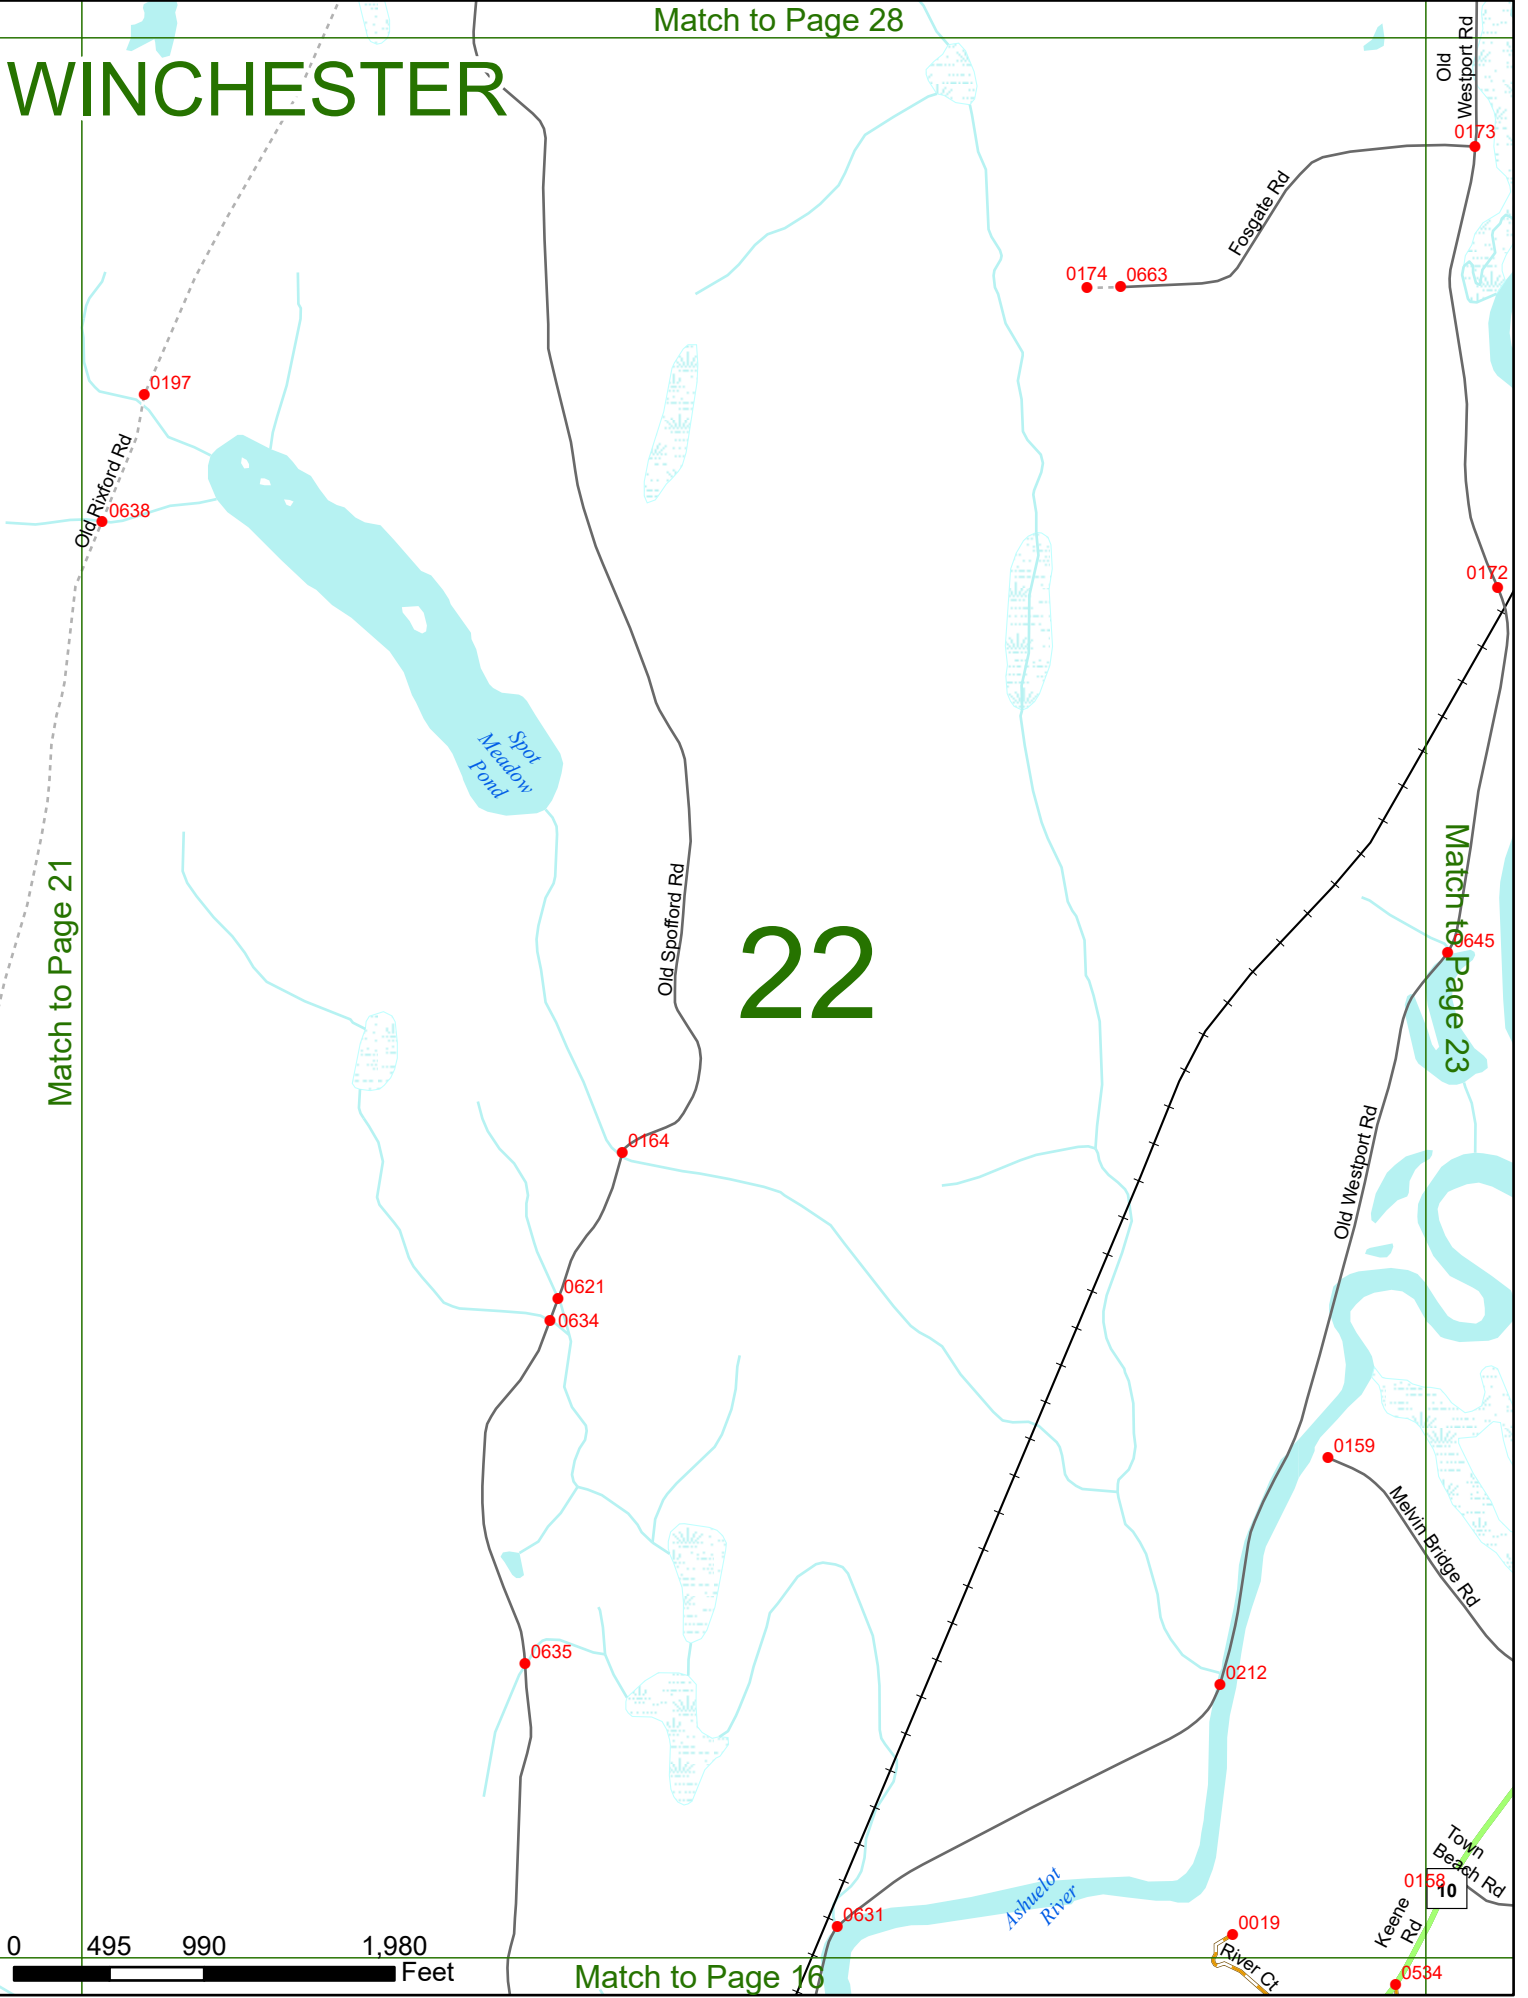 Match to Page 28
WINCHESTER
Old
Westport Rd
0173
Fosgate Rd
0174
0663
0197
Old Rixford Rd
0638
0172
Spot
Meadow
Pond
Match to Page 21
Old Spofford Rd
22
Match to Page 23
0645
0164
Old Westport Rd
0621
0634
0159
Melvin Bridge Rd
0635
0212
Town
Beach Rd
0158
10
Ashuelot
River
Keene
Rd
0631
0019
River Ct
0534
0 495 990 1,980
Feet
Match to Page 16